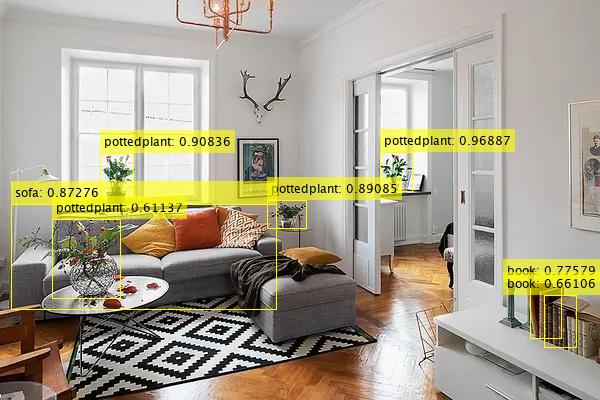 pottedplant: 0.90836
pottedplant: 0.96887
sofa: 0.87276
pottedplant: 0.89085
pottedplant: 0.61137
book: 0.77579
book: 0.66106